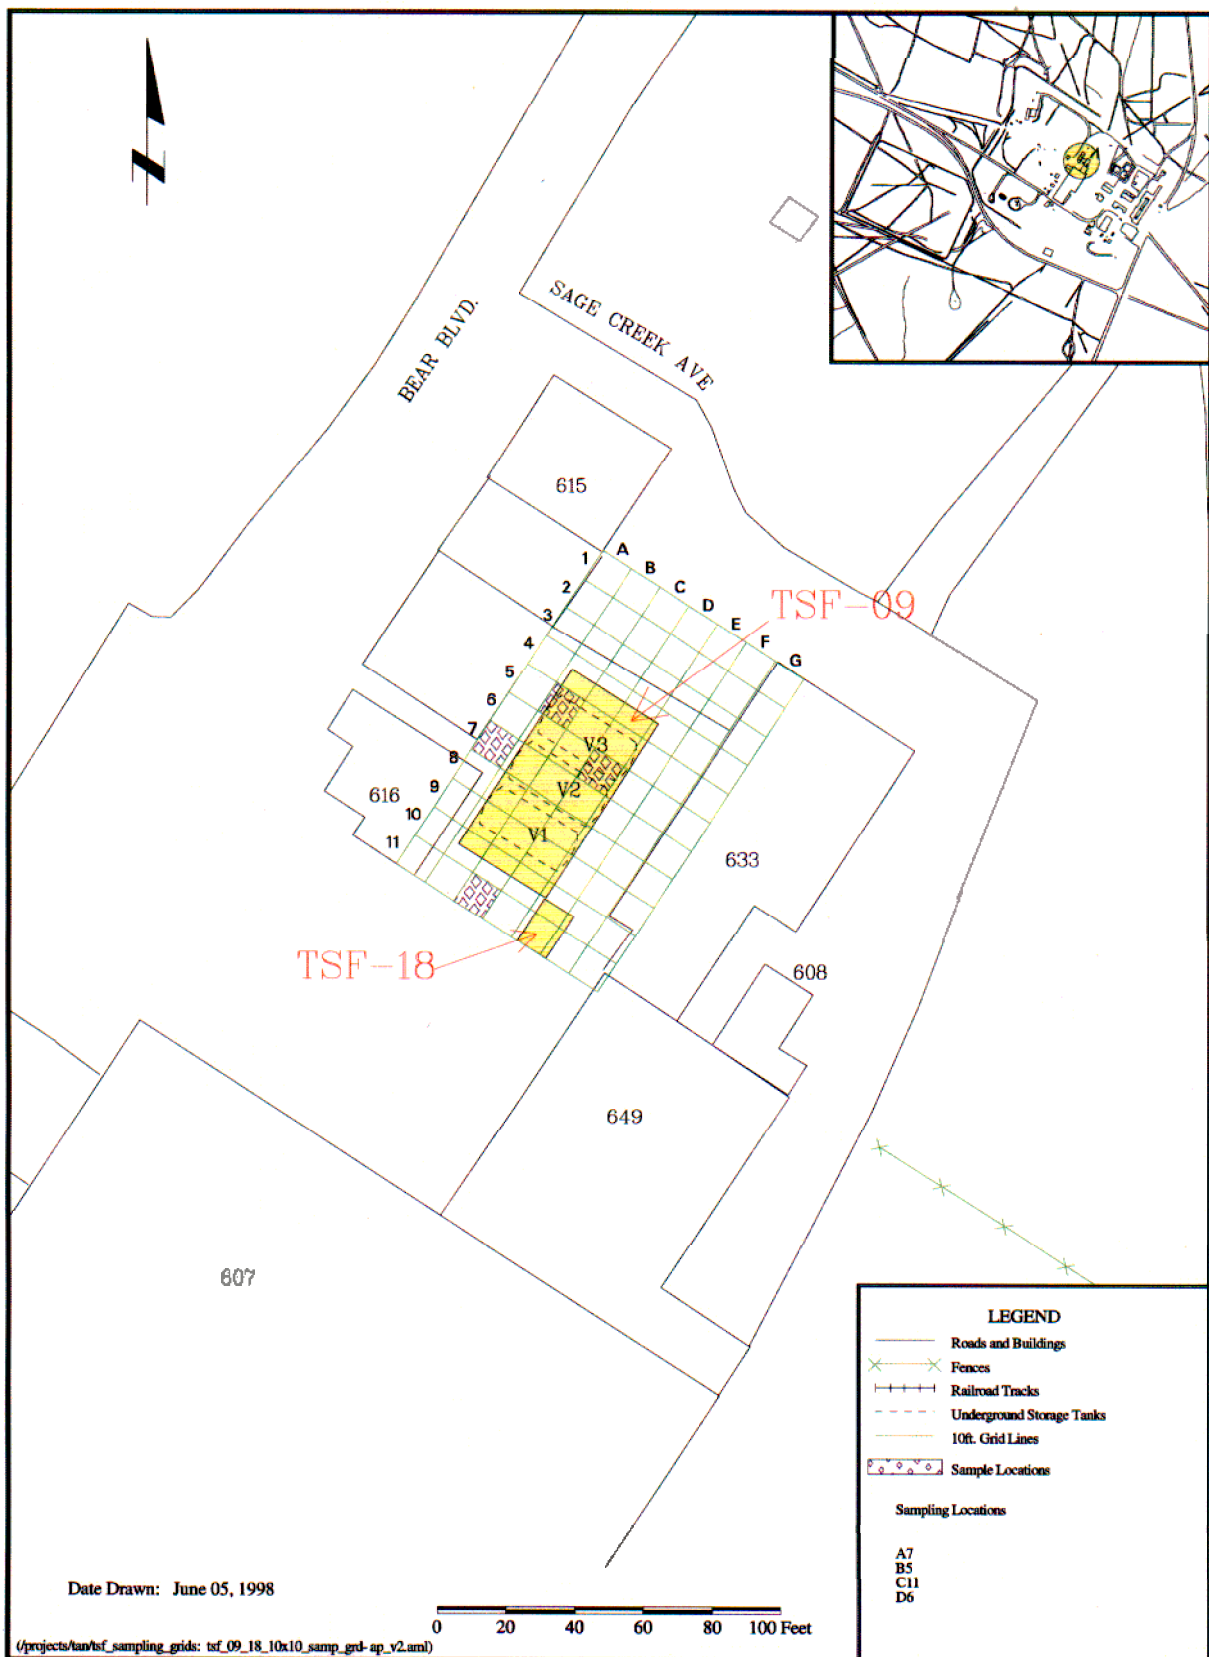 N
BEAR BLVD.
SAGE CREEK AVE
615
A
B
C
D
E
F
G
1
2
3
4
5
6
7
8
9
10
11
TSF-09
V3
V2
V1
616
633
TSF-18
608
649
607
LEGEND
Roads and Buildings
Fences
Railroad Tracks
Underground Storage Tanks
10ft. Grid Lines
Sample Locations
Sampling Locations
A7
B5
C11
D6
Date Drawn: June 05, 1998
0 20 40 60 80 100 Feet
(/projects/tan/tsf_sampling_grids: tsf_09_18_10x10_samp_grd-ap_v2.aml)